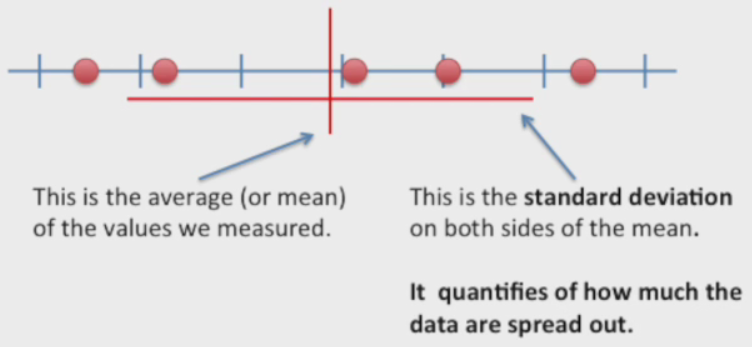 This is the average (or mean)
of the values we measured.
This is the standard deviation
on both sides of the mean.
It quantifies of how much the
data are spread out.